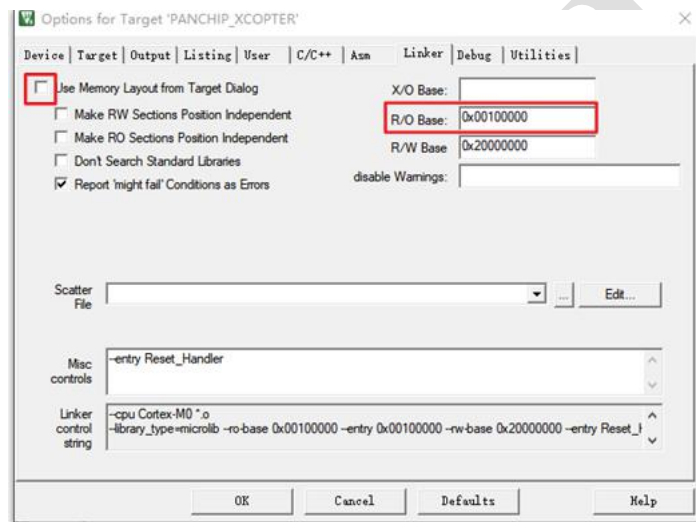 Options for Target 'PANCHIP_XCOPTER'
Device | Target | Output | Listing | User | C/C++ | Asm Linker | Debug | Utilities |
Use Memory Layout from Target Dialog
X/O Base:
Make RW Sections Position Independent
R/O Base: 0x00100000
Make RO Sections Position Independent
R/W Base 0x20000000
Don't Search Standard Libraries
disable Warnings:
Report 'might fail' Conditions as Errors
Scatter File
... Edit...
Misc controls
--entry Reset_Handler
Linker control string
--cpu Cortex-M0 *.o
--library_type=microlib --ro-base 0x00100000 --entry 0x00100000 --rw-base 0x20000000 --entry Reset_H
OK Cancel Defaults Help